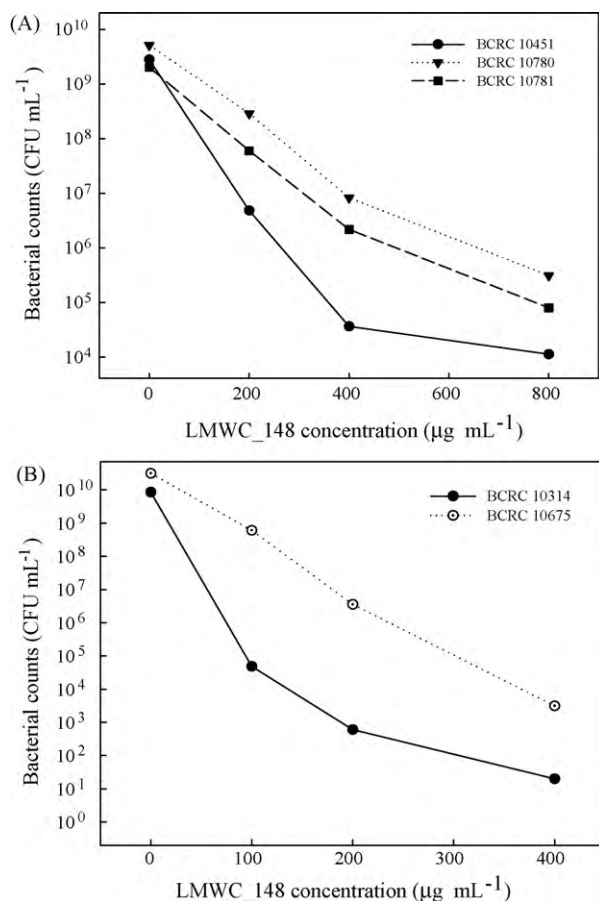 (A)
10^10
10^9
10^8
10^7
10^6
10^5
10^4
Bacterial counts (CFU mL^-1)
BCRC 10451
BCRC 10780
BCRC 10781
0 200 400 600 800
LMWC_148 concentration (μg mL^-1)
(B)
10^10
10^9
10^8
10^7
10^6
10^5
10^4
10^3
10^2
10^1
10^0
Bacterial counts (CFU mL^-1)
BCRC 10314
BCRC 10675
0 100 200 300 400
LMWC_148 concentration (μg mL^-1)